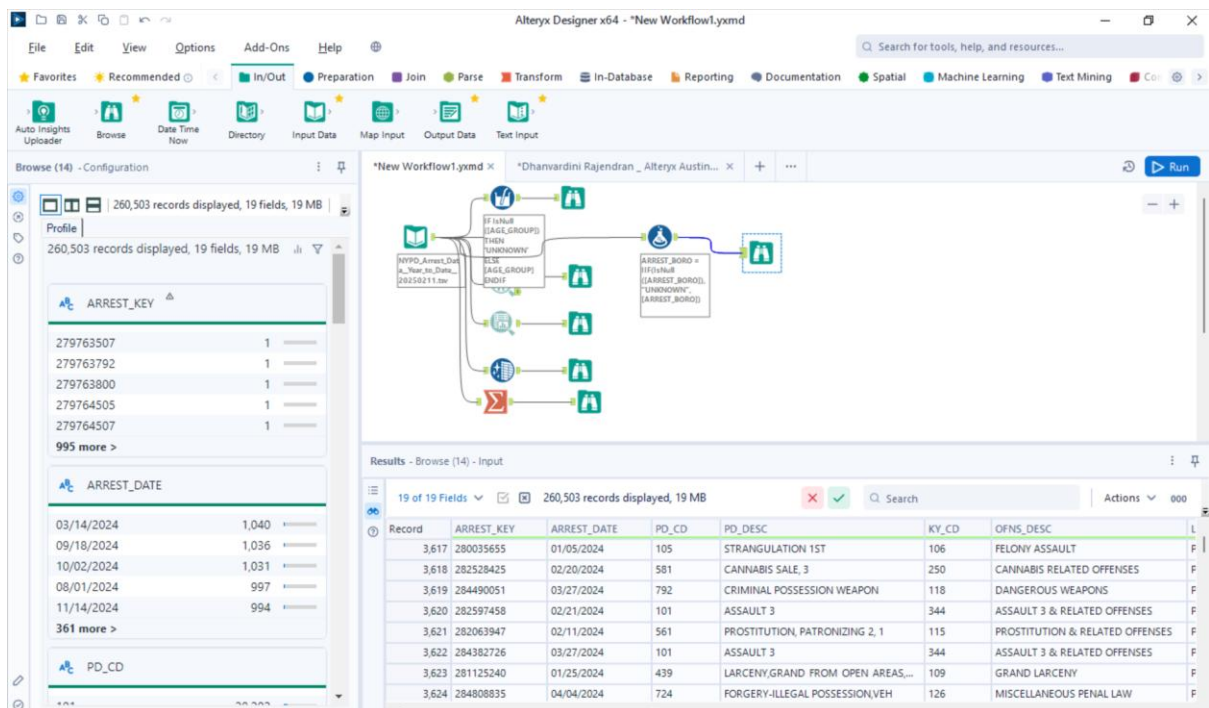 Alteryx Designer x64 - *New Workflow1.yxmd
File Edit View Options Add-Ons Help
Search for tools, help, and resources...
Favorites Recommended In/Out Preparation Join Parse Transform In-Database Reporting Documentation Spatial Machine Learning Text Mining
Auto Insights Uploader
Browse
Date Time Now
Directory
Input Data
Map Input
Output Data
Text Input
Browse (14) - Configuration
260,503 records displayed, 19 fields, 19 MB
Profile
260,503 records displayed, 19 fields, 19 MB
ARREST_KEY
279763507 1
279763792 1
279763800 1
279764505 1
279764507 1
995 more >
ARREST_DATE
03/14/2024 1,040
09/18/2024 1,036
10/02/2024 1,031
08/01/2024 997
11/14/2024 994
361 more >
PD_CD
*New Workflow1.yxmd × *Dhanvardini Rajendran _ Alteryx Austin... × + ...
Run
NYPD_Arrest_Dat
a__Year_to_Date__
20250211.tsv
IF IsNull
([AGE_GROUP])
THEN
'UNKNOWN'
ELSE
[AGE_GROUP]
ENDIF
ARREST_BORO =
IIF(IsNull
([ARREST_BORO]),
"UNKNOWN",
[ARREST_BORO])
Results - Browse (14) - Input
19 of 19 Fields 260,503 records displayed, 19 MB Search Actions 000
Record ARREST_KEY ARREST_DATE PD_CD PD_DESC KY_CD OFNS_DESC L
3,617 280035655 01/05/2024 105 STRANGULATION 1ST 106 FELONY ASSAULT F
3,618 282528425 02/20/2024 581 CANNABIS SALE, 3 250 CANNABIS RELATED OFFENSES F
3,619 284490051 03/27/2024 792 CRIMINAL POSSESSION WEAPON 118 DANGEROUS WEAPONS F
3,620 282597458 02/21/2024 101 ASSAULT 3 344 ASSAULT 3 & RELATED OFFENSES F
3,621 282063947 02/11/2024 561 PROSTITUTION, PATRONIZING 2, 1 115 PROSTITUTION & RELATED OFFENSES F
3,622 284382726 03/27/2024 101 ASSAULT 3 344 ASSAULT 3 & RELATED OFFENSES F
3,623 281125240 01/25/2024 439 LARCENY,GRAND FROM OPEN AREAS,... 109 GRAND LARCENY F
3,624 284808835 04/04/2024 724 FORGERY-ILLEGAL POSSESSION,VEH 126 MISCELLANEOUS PENAL LAW F